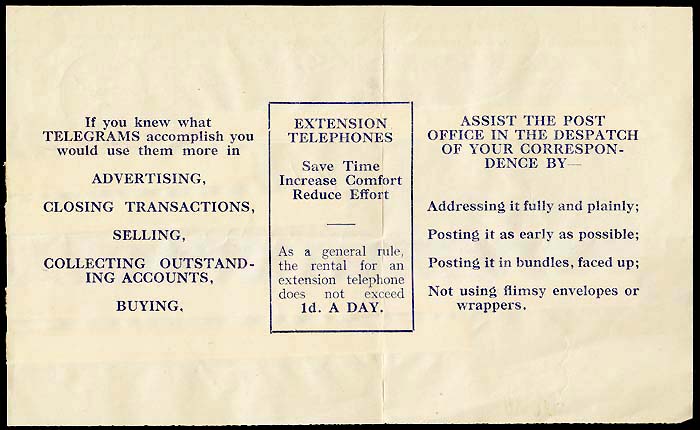 If you knew what
TELEGRAMS accomplish you
would use them more in
ADVERTISING,
CLOSING TRANSACTIONS,
SELLING,
COLLECTING OUTSTAND-
ING ACCOUNTS,
BUYING.
EXTENSION
TELEPHONES
Save Time
Increase Comfort
Reduce Effort
As a general rule,
the rental for an
extension telephone
does not exceed
1d. A DAY.
ASSIST THE POST
OFFICE IN THE DESPATCH
OF YOUR CORRESPON-
DENCE BY—
Addressing it fully and plainly;
Posting it as early as possible;
Posting it in bundles, faced up;
Not using flimsy envelopes or
wrappers.